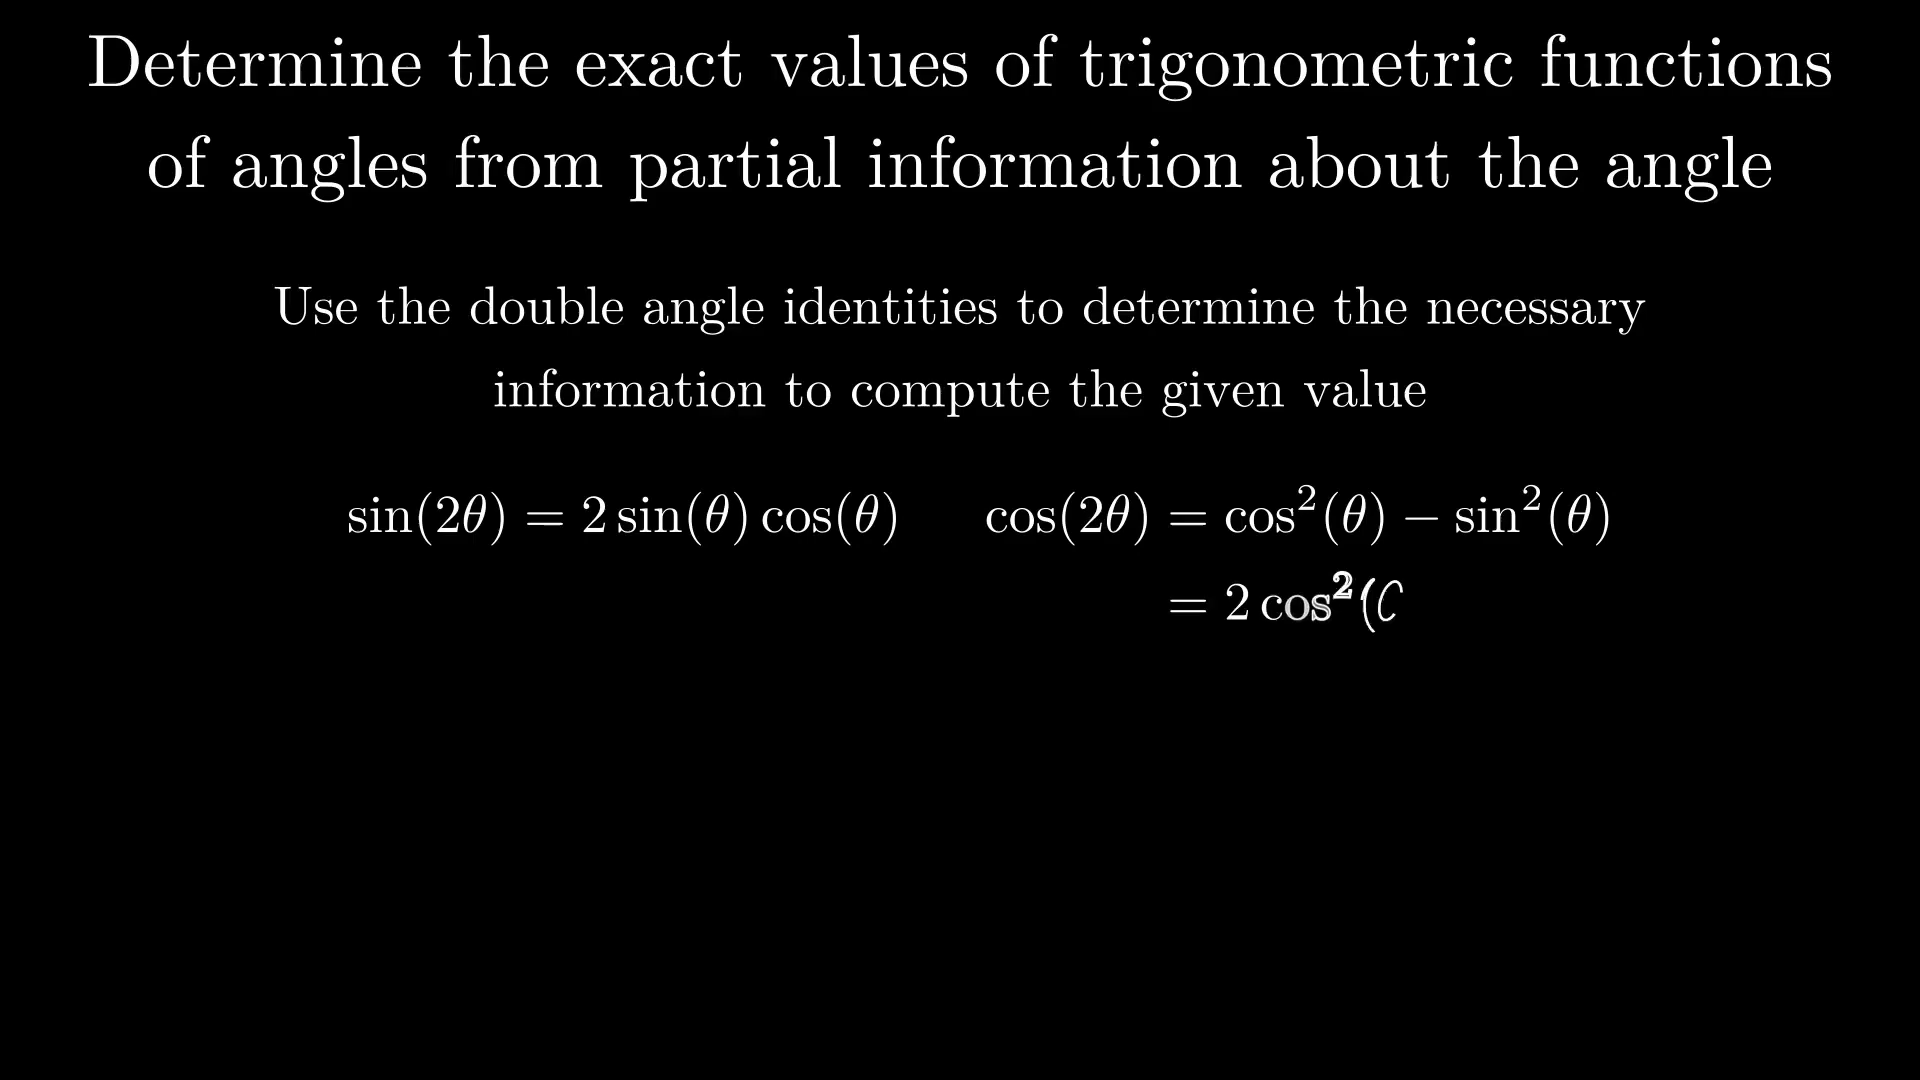 Determine the exact values of trigonometric functions
of angles from partial information about the angle
Use the double angle identities to determine the necessary
information to compute the given value
sin(2θ) = 2 sin(θ) cos(θ) cos(2θ) = cos²(θ) − sin²(θ)
= 2 cos²(